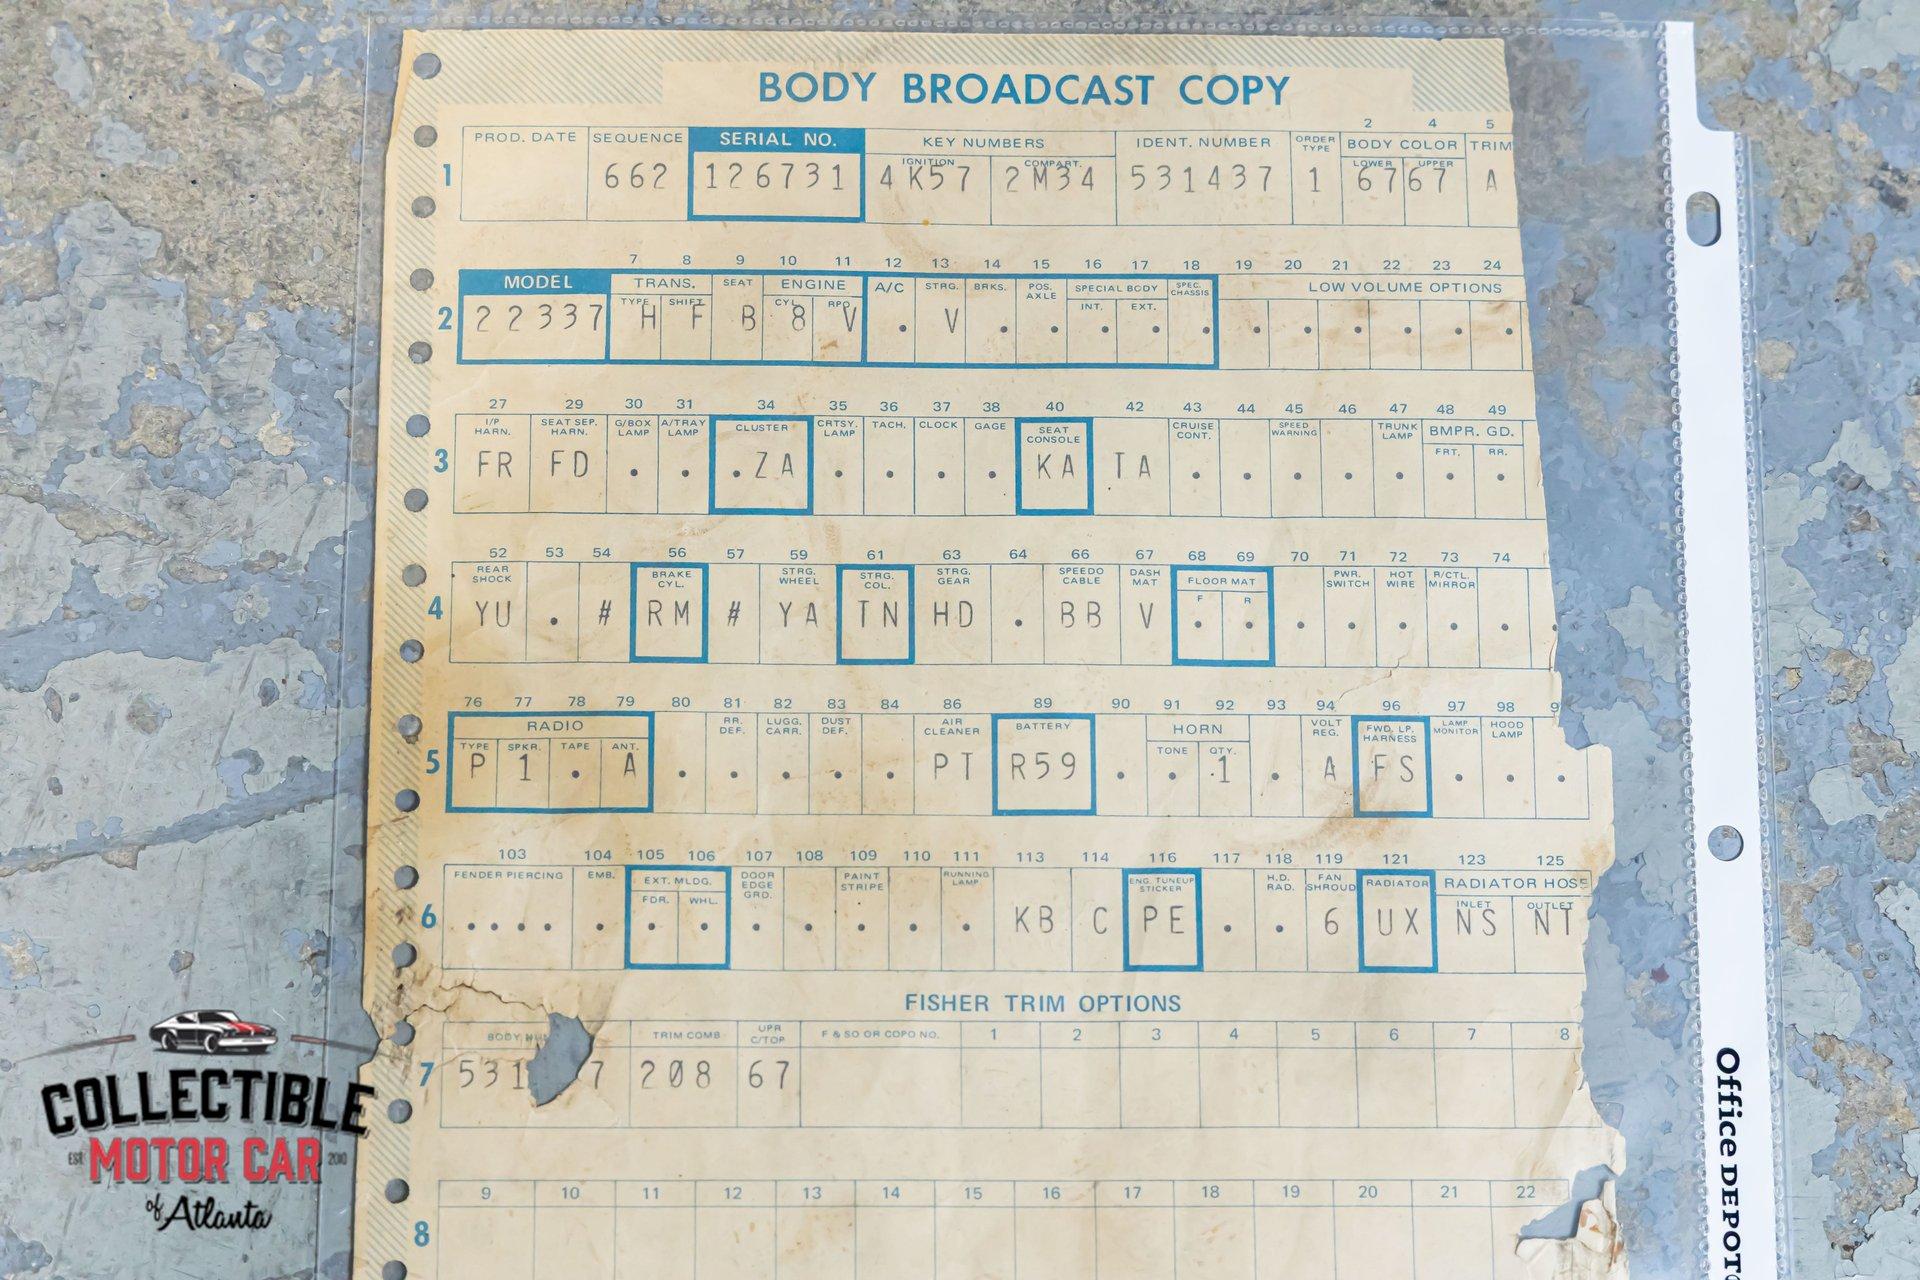 BODY BROADCAST COPY
2 4 5
PROD. DATE SEQUENCE SERIAL NO. KEY NUMBERS IDENT. NUMBER ORDER TYPE BODY COLOR TRIM
IGNITION COMPART. LOWER UPPER
1 662 126731 4K57 2M34 531437 1 67 67 A
7 8 9 10 11 12 13 14 15 16 17 18 19 20 21 22 23 24
MODEL TRANS. SEAT ENGINE A/C STRG. BRKS. POS. AXLE SPECIAL BODY SPEC. CHASSIS LOW VOLUME OPTIONS
TYPE SHIFT CYL. RPO INT. EXT.
2 22337 H F B 8 V . V . . . . . . . . . . .
27 29 30 31 34 35 36 37 38 40 42 43 44 45 46 47 48 49
I/P HARN. SEAT SEP. HARN. G/BOX LAMP A/TRAY LAMP CLUSTER CRTSY. LAMP TACH. CLOCK GAGE SEAT CONSOLE CRUISE CONT. SPEED WARNING TRUNK LAMP BMPR. GD.
FRT. RR.
3 FR FD . . .ZA . . . . KA TA . . . . . . .
52 53 54 56 57 59 61 63 64 66 67 68 69 70 71 72 73 74
REAR SHOCK BRAKE CYL. STRG. WHEEL STRG. COL. STRG. GEAR SPEEDO CABLE DASH MAT FLOOR MAT PWR. SWITCH HOT WIRE R/CTL. MIRROR
F R
4 YU . # RM # YA TN HD . BB V . . . . . . . .
76 77 78 79 80 81 82 83 84 86 89 90 91 92 93 94 96 97 98 9
RADIO RR. DEF. LUGG. CARR. DUST DEF. AIR CLEANER BATTERY HORN VOLT REG. FWD. LP. HARNESS LAMP MONITOR HOOD LAMP
TYPE SPKR. TAPE ANT. TONE QTY.
5 P 1 . A . . . . . PT R59 . . .1 . A FS . . .
103 104 105 106 107 108 109 110 111 113 114 116 117 118 119 121 123 125
FENDER PIERCING EMB. EXT. MLDG. DOOR EDGE GRD. PAINT STRIPE RUNNING LAMP ENG. TUNEUP STICKER H.D. RAD. FAN SHROUD RADIATOR RADIATOR HOSE
FDR. WHL. INLET OUTLET
6 .... . . . . . . . . KB C PE . . 6 UX NS NT
FISHER TRIM OPTIONS
BODY TRIM COMB UPR C/TOP F & SO OR COPO NO. 1 2 3 4 5 6 7 8
7 531 7 208 67
9 10 11 12 13 14 15 16 17 18 19 20 21 22
8
COLLECTIBLE
EST MOTOR CAR 2010
of Atlanta
Office DEPOT